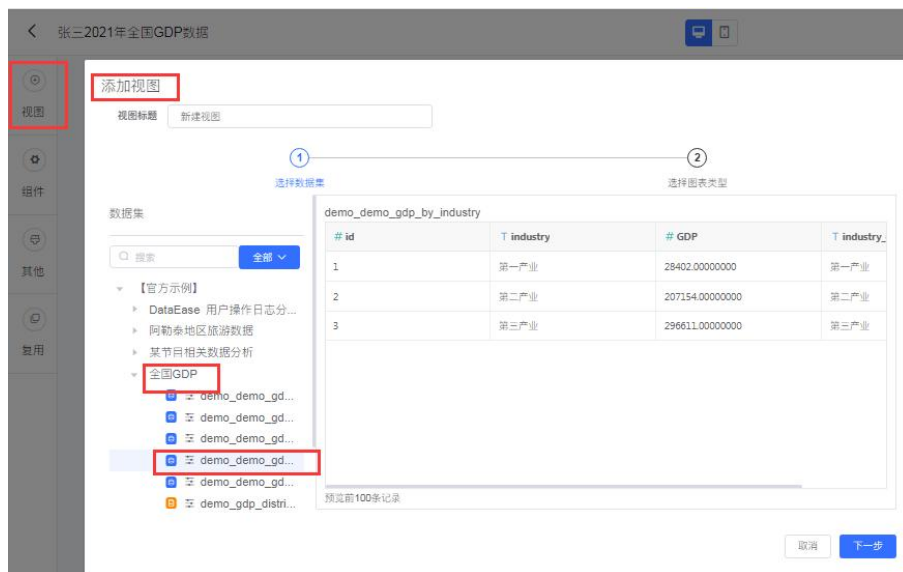 张三2021年全国GDP数据
视图
组件
其他
复用
添加视图
视图标题 新建视图
1 2
选择数据集 选择图表类型
数据集
搜索 全部
【官方示例】
DataEase 用户操作日志分...
阿勒泰地区旅游数据
某节目相关数据分析
全国GDP
demo_demo_gd...
demo_demo_gd...
demo_demo_gd...
demo_demo_gd...
demo_demo_gd...
demo_gdp_distri...
demo_demo_gdp_by_industry
# id T industry # GDP T industry_
1 第一产业 28402.00000000 第一产业
2 第二产业 207154.00000000 第二产业
3 第三产业 296611.00000000 第三产业
预览前100条记录
取消 下一步